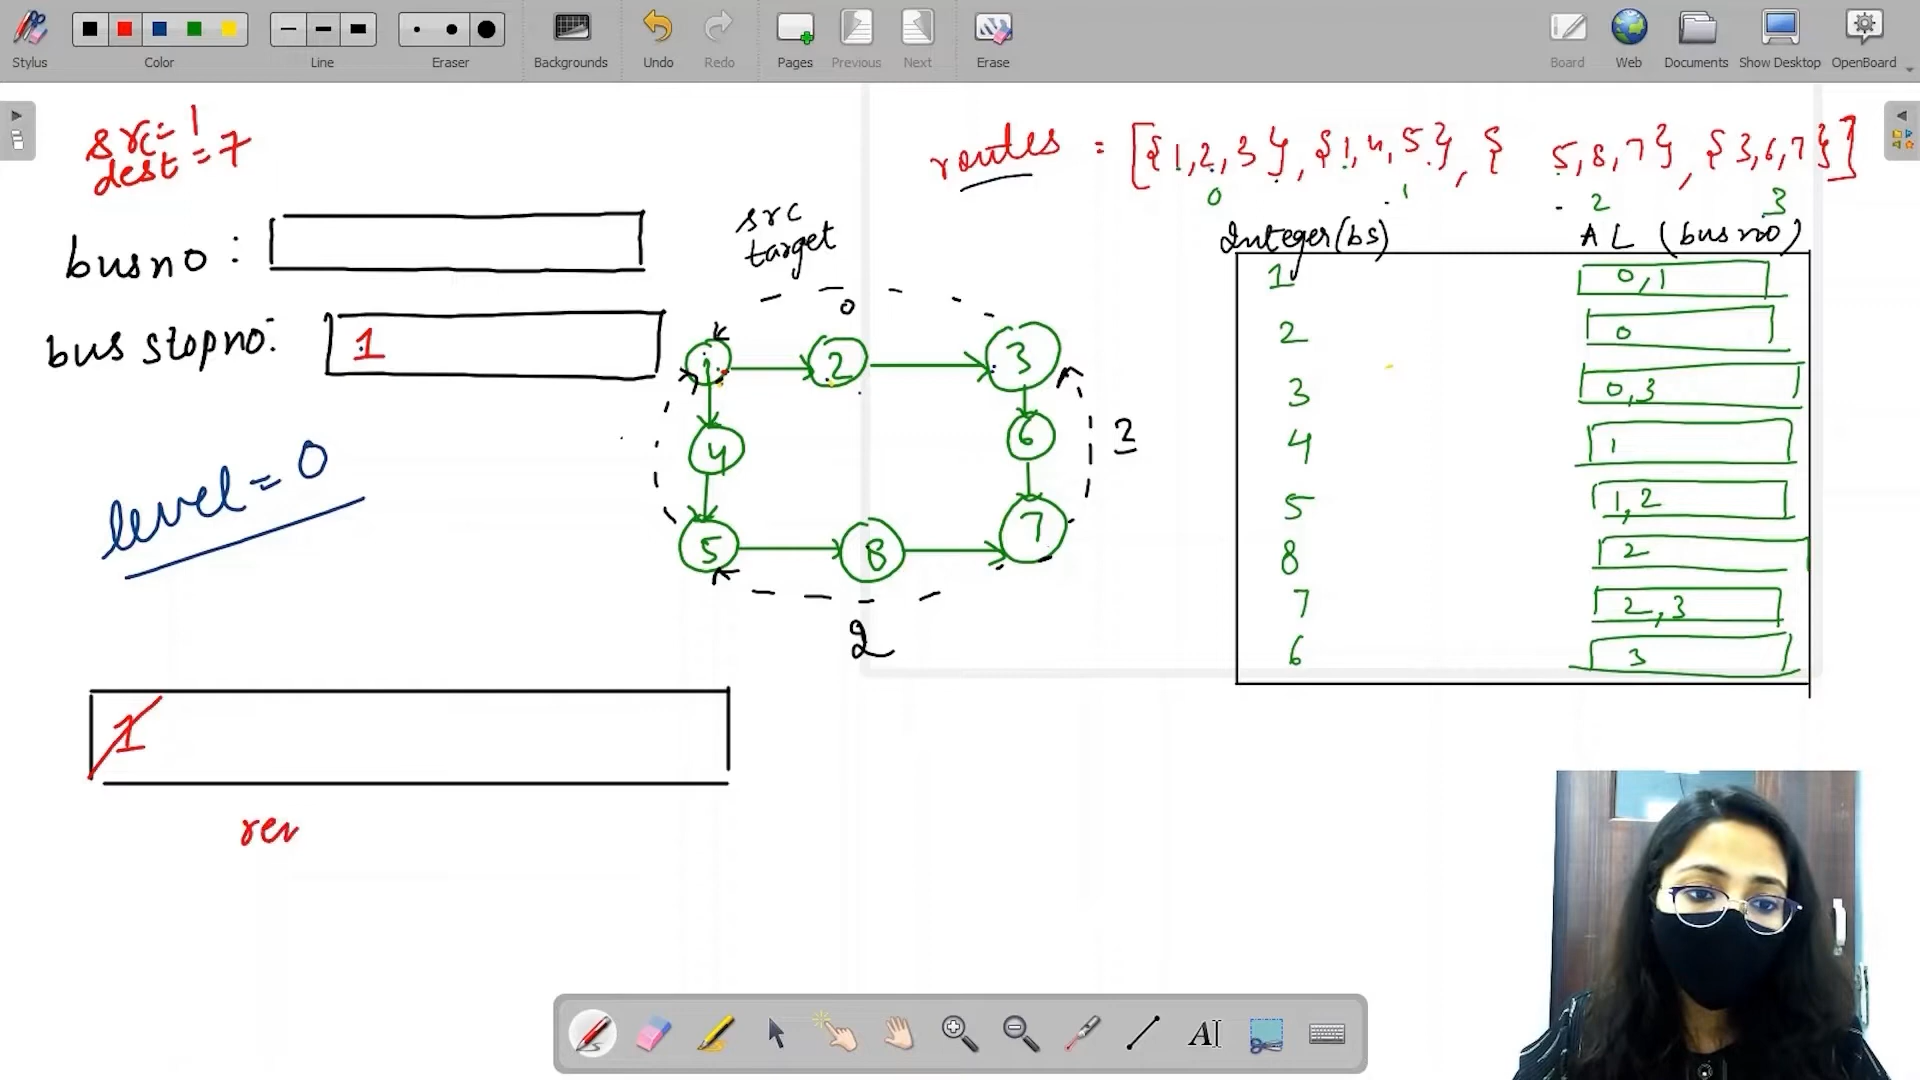 Stylus
Color
Line
Eraser
Backgrounds
Undo
Redo
Pages
Previous
Next
Erase
Board
Web
Documents
Show Desktop
OpenBoard
src=1
dest=7
routes = [{1,2,3},{1,4,5},{ 5,8,7},{3,6,7}]
0 1 2 3
busno:
bus stopno: 1
level=0
src
target
0
1 2 3
4 6 2
5 8 7
2
Integer(bs) AL (busno)
1 0,1
2 0
3 0,3
4 1
5 1,2
8 2
7 2,3
6 3
1
rev
A